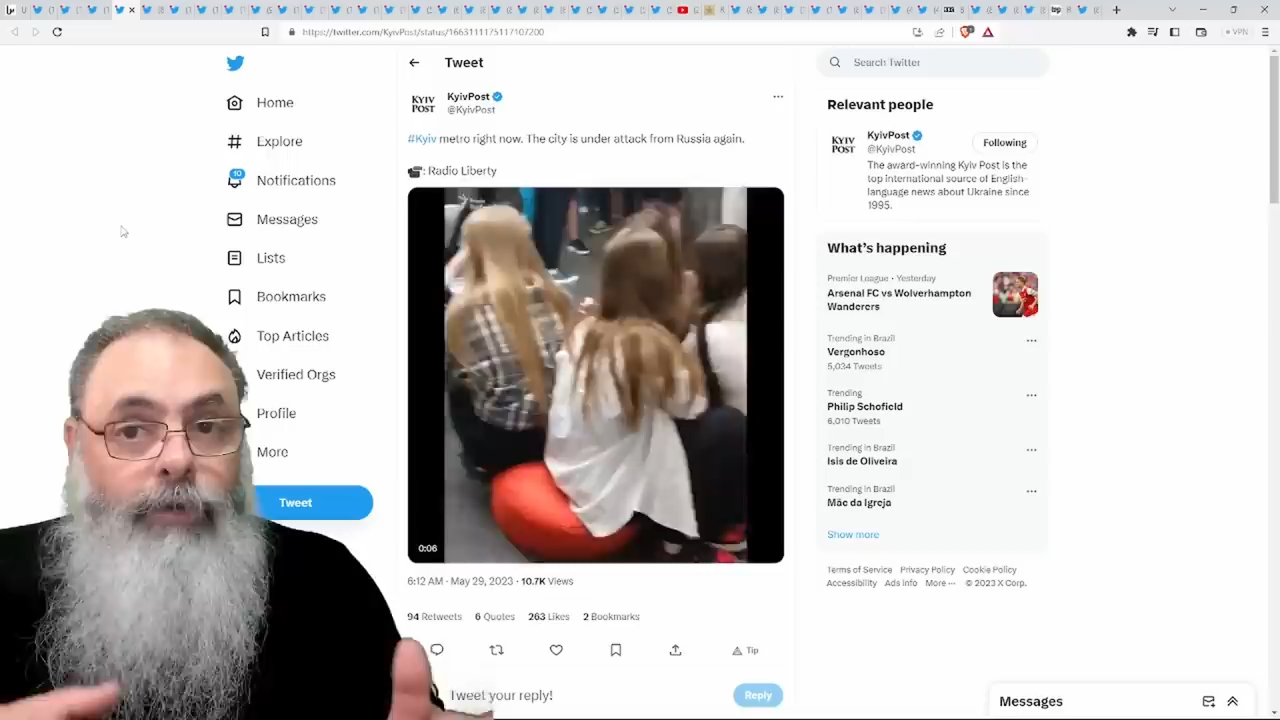 https://twitter.com/KyivPost/status/1663111175117107200
VPN
Home
Explore
10
Notifications
Messages
Lists
Bookmarks
Top Articles
Verified Orgs
Profile
More
Tweet
Tweet
KYIV
POST
KyivPost
@KyivPost
#Kyiv metro right now. The city is under attack from Russia again.
: Radio Liberty
0:06
6:12 AM · May 29, 2023 · 10.7K Views
94 Retweets 6 Quotes 263 Likes 2 Bookmarks
Tip
Tweet your reply!
Reply
Search Twitter
Relevant people
KYIV
POST
KyivPost
@KyivPost
Following
The award-winning Kyiv Post is the
top international source of English-
language news about Ukraine since
1995.
What's happening
Premier League · Yesterday
Arsenal FC vs Wolverhampton
Wanderers
Trending in Brazil
Vergonhoso
5,034 Tweets
Trending
Philip Schofield
6,010 Tweets
Trending in Brazil
Isis de Oliveira
Trending in Brazil
Mãe da Igreja
Show more
Terms of Service Privacy Policy Cookie Policy
Accessibility Ads info More ··· © 2023 X Corp.
Messages